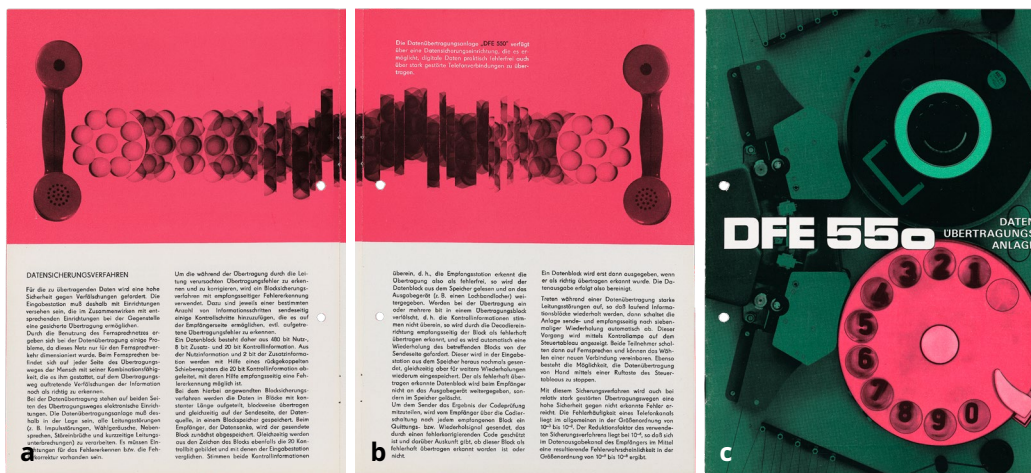 Die Datenübertragungsanlage „DFE 550“ verfügt
über eine Datensicherungseinrichtung, die es er-
möglicht, digitale Daten praktisch fehlerfrei auch
über stark gestörte Telefonverbindungen zu über-
tragen.
DATENSICHERUNGSVERFAHREN
Für die zu übertragenden Daten wird eine hohe
Sicherheit gegen Verfälschungen gefordert. Die
Eingabestation muß deshalb mit Einrichtungen
versehen sein, die im Zusammenwirken mit ent-
sprechenden Einrichtungen bei der Gegenstelle
eine gesicherte Übertragung ermöglichen.
Durch die Benutzung des Fernsprechnetzes er-
geben sich bei der Datenübertragung einige Pro-
bleme, da dieses Netz nur für den Fernsprechver-
kehr dimensioniert wurde. Beim Fernsprechen be-
findet sich auf jeder Seite des Übertragungs-
weges der Mensch mit seiner Kombinationsfähig-
keit, die es ihm gestattet, auf dem Übertragungs-
weg auftretende Verfälschungen der Information
noch als richtig zu erkennen.
Bei der Datenübertragung stehen auf beiden Sei-
ten des Übertragungsweges elektronische Einrich-
tungen. Die Datenübertragungsanlage muß des-
halb in der Lage sein, alle Leitungsstörungen
(z. B. Impulsstörungen, Wählgeräusche, Neben-
sprechen, Störeinbrüche und kurzzeitige Leitungs-
unterbrechungen) zu verarbeiten. Es müssen Ein-
tungen für das Fehlererkennen bzw. die Feh-
korrektur vorhanden sein.
Um die während der Übertragung durch die Lei-
tung verursachten Übertragungsfehler zu erken-
nen und zu korrigieren, wird ein Blocksicherungs-
verfahren mit empfangsseitiger Fehlererkennung
verwendet. Dazu sind jeweils einer bestimmten
Anzahl von Informationsschritten sendeseitig
einige Kontrollschritte hinzuzufügen, die es auf
der Empfangsseite ermöglichen, evtl. aufgetre-
tene Übertragungsfehler zu erkennen.
Ein Datenblock besteht daher aus 480 bit Nutz-,
8 bit Zusatz- und 20 bit Kontrollinformation. Aus
der Nutzinformation und 2 bit der Zusatzinforma-
tion werden mit Hilfe eines rückgekoppelten
Schieberegisters die 20 bit Kontrollinformation ab-
geleitet, mit deren Hilfe empfangsseitig eine Feh-
lererkennung möglich ist.
Bei dem hierbei angewandten Blocksicherungs-
verfahren werden die Daten in Blöcke mit kon-
stanter Länge aufgeteilt, blockweise übertragen
und gleichzeitig auf der Sendeseite, der Daten-
quelle, in einem Blockspeicher gespeichert. Beim
Empfänger, der Datensenke, wird der gesendete
Block zunächst abgespeichert. Gleichzeitig werden
aus den Zeichen des Blocks ebenfalls die 20 Kon-
trollbit gebildet und mit denen der Eingabestation
verglichen. Stimmen beide Kontrollinformationen
a
überein, d. h., die Empfangsstation erkennt die
Übertragung also als fehlerfrei, so wird der
Datenblock aus dem Speicher gelesen und an das
Ausgabegerät (z. B. einen Lochbandlocher) wei-
tergegeben. Werden bei der Übertragung ein
oder mehrere bit in einem Übertragungsblock
verfälscht, d. h. die Kontrollinformationen stim-
men nicht überein, so wird durch die Decodierein-
richtung empfangsseitig der Block als fehlerhaft
übertragen erkannt, und es wird automatisch eine
Wiederholung des betreffenden Blocks von der
Sendeseite gefordert. Dieser wird in der Eingabe-
station aus dem Speicher heraus nochmals gesen-
det, gleichzeitig aber für weitere Wiederholungen
wiederum eingespeichert. Der als fehlerhaft über-
tragen erkannte Datenblock wird beim Empfänger
nicht an das Ausgabegerät weitergegeben, son-
dern im Speicher gelöscht.
Um dem Sender das Ergebnis der Codeprüfung
mitzuteilen, wird vom Empfänger über die Codier-
schaltung nach jedem empfangenen Block ein
Quittungs- bzw. Wiederholsignal gesendet, das
durch einen fehlerkorrigierenden Code geschützt
ist und darüber Auskunft gibt, ob dieser Block als
fehlerhaft übertragen erkannt worden ist oder
nicht.
Ein Datenblock wird erst dann ausgegeben, wenn
er als richtig übertragen erkannt wurde. Die Da-
tenausgabe erfolgt also bereinigt.
Treten während einer Datenübertragung starke
Leitungsstörungen auf, so daß laufend Informa-
tionsblöcke wiederholt werden, dann schaltet die
Anlage sende- und empfangsseitig nach sieben-
maliger Wiederholung automatisch ab. Dieser
Vorgang wird mittels Kontrollampe auf dem
Steuertableau angezeigt. Beide Teilnehmer schal-
ten dann auf Fernsprechen und können das Wäh-
len einer neuen Verbindung vereinbaren. Ebenso
besteht die Möglichkeit, die Datenübertragung
von Hand mittels einer Ruftaste des Steuer-
tableaus zu stoppen.
Mit diesem Sicherungsverfahren wird auch bei
relativ stark gestörten Übertragungswegen eine
hohe Sicherheit gegen nicht erkannte Fehler er-
reicht. Die Fehlerhäufigkeit eines Telefonkanals
liegt im allgemeinen in der Größenordnung von
10⁻³ bis 10⁻⁴. Der Reduktionsfaktor des verwende-
ten Sicherungsverfahrens liegt bei 10⁻⁴, so daß sich
im Datenausgabekanal des Empfängers im Mittel
eine resultierende Fehlerwahrscheinlichkeit in der
Größenordnung von 10⁻⁸ bis 10⁻⁹ ergibt.
b
DFE 550
DATEN
ÜBERTRAGUNGS
ANLAGE
1
2
3
5
6
7
8
9
0
c